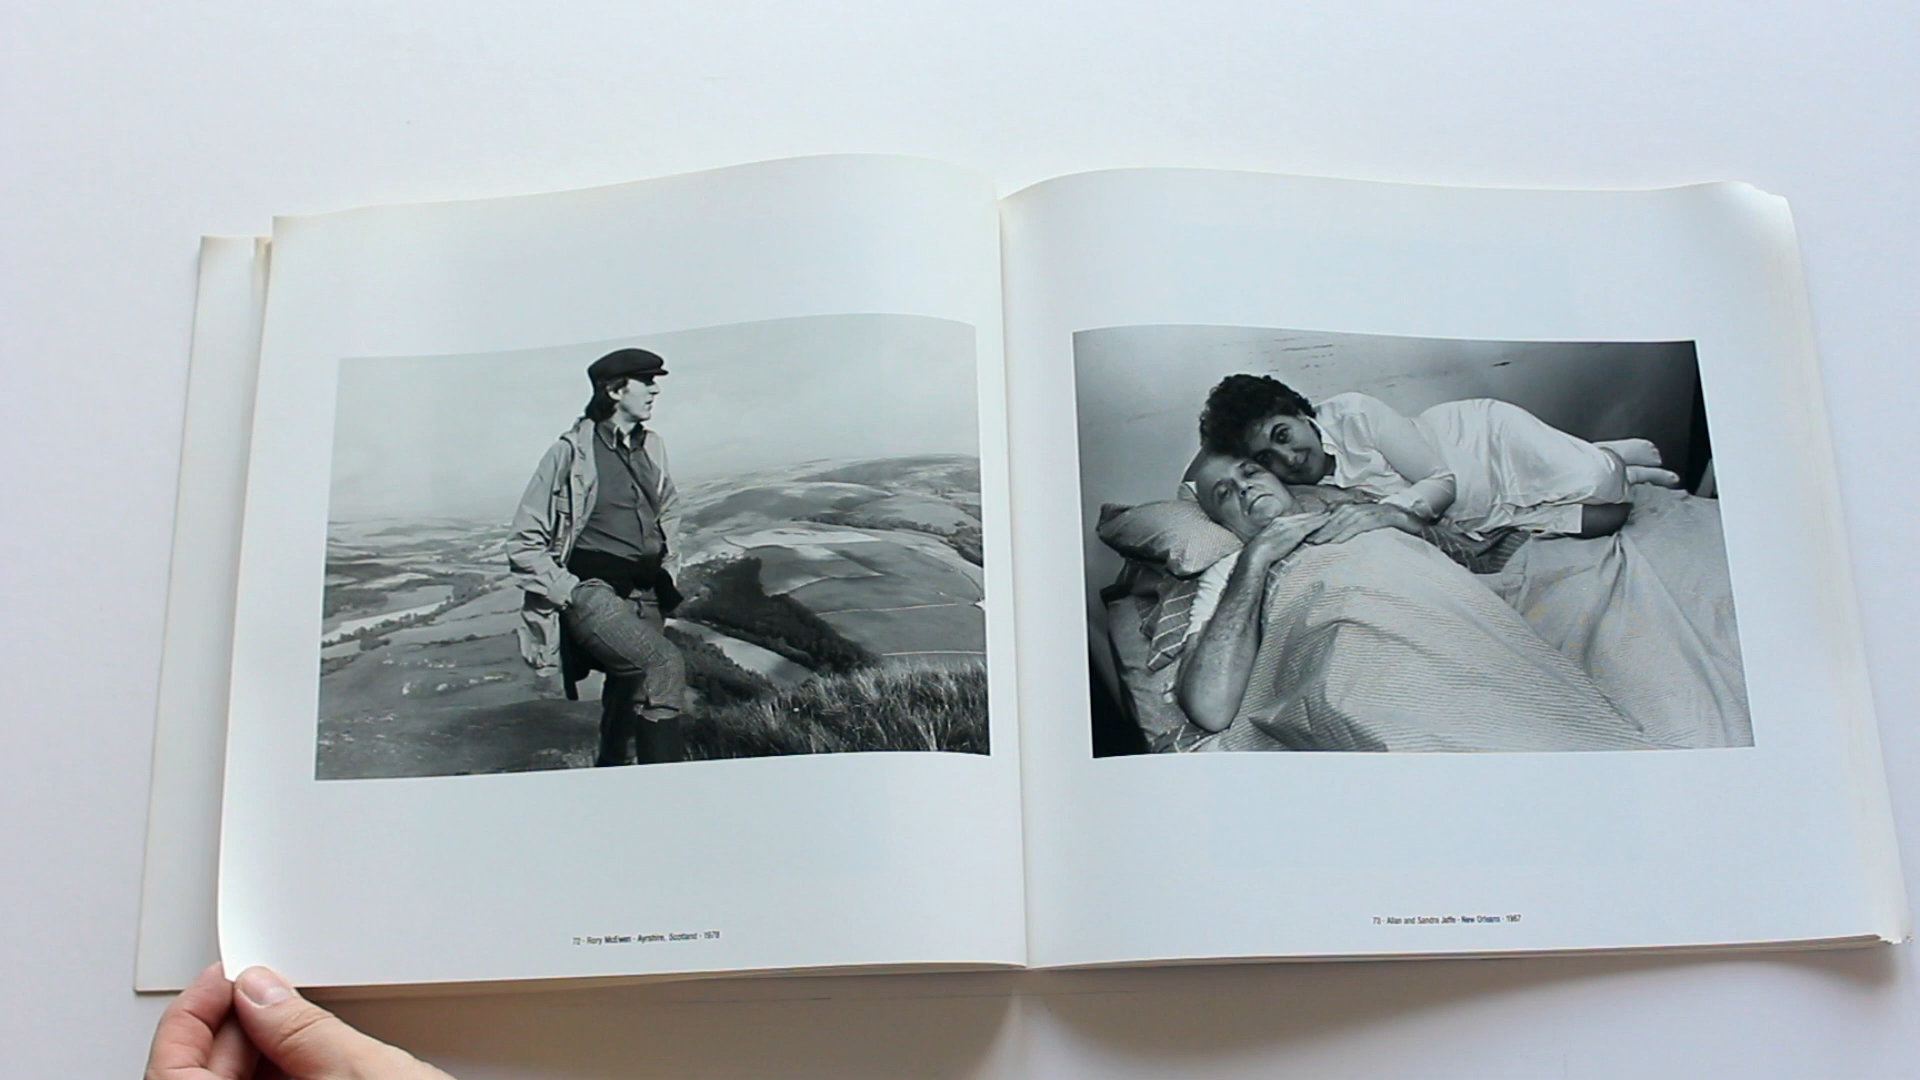 72 · Rory McEwen · Ayrshire, Scotland · 1978
73 · Allan and Sandra Jaffe · New Orleans · 1967